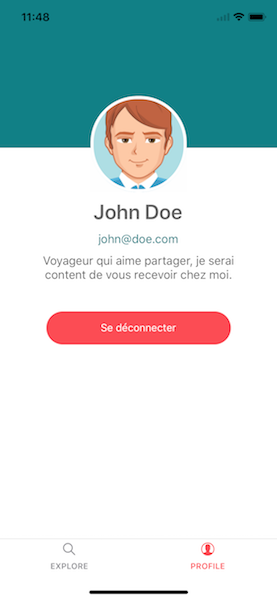 11:48
John Doe
john@doe.com
Voyageur qui aime partager, je serai
content de vous recevoir chez moi.
Se déconnecter
EXPLORE
PROFILE